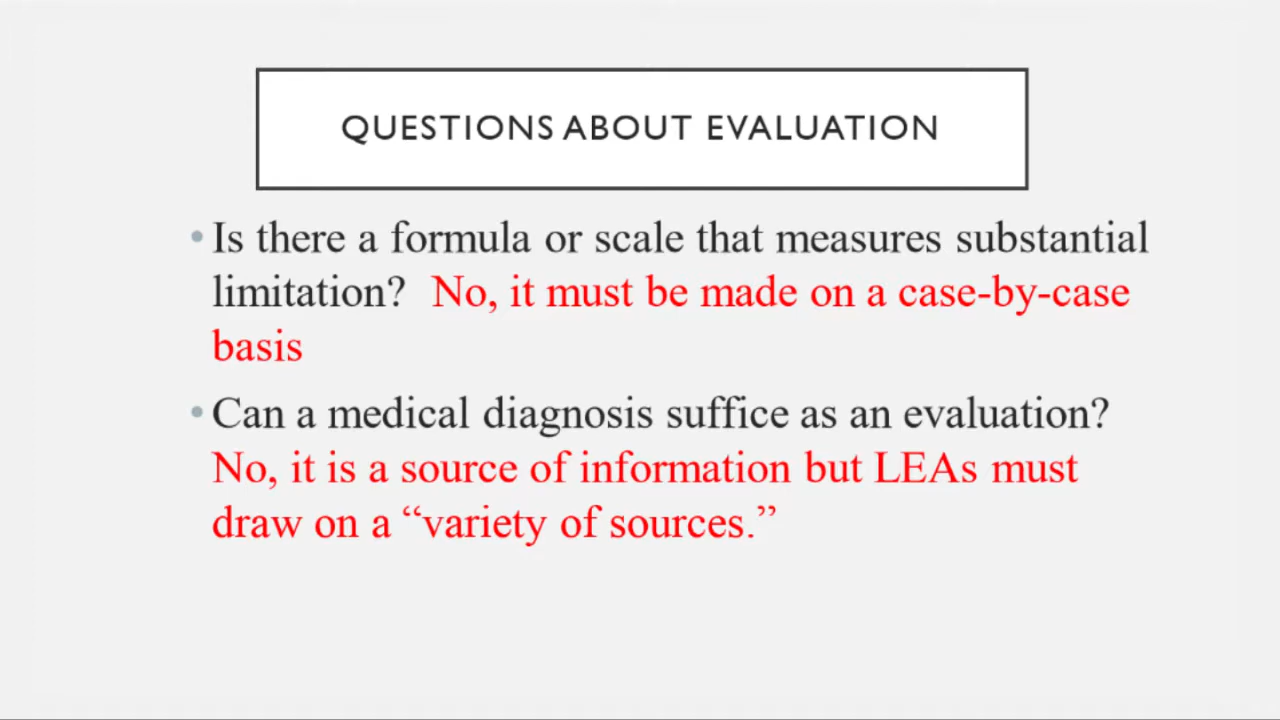 QUESTIONS ABOUT EVALUATION
• Is there a formula or scale that measures substantial
limitation? No, it must be made on a case-by-case
basis
• Can a medical diagnosis suffice as an evaluation?
No, it is a source of information but LEAs must
draw on a “variety of sources.”